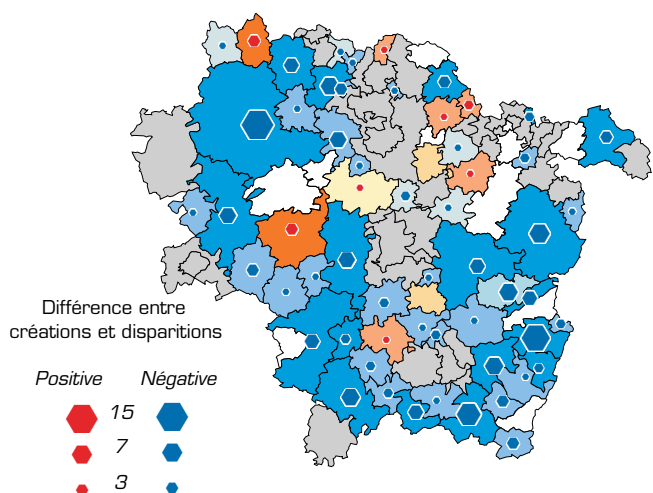 Différence entre
créations et disparitions
Positive Négative
15
7
3